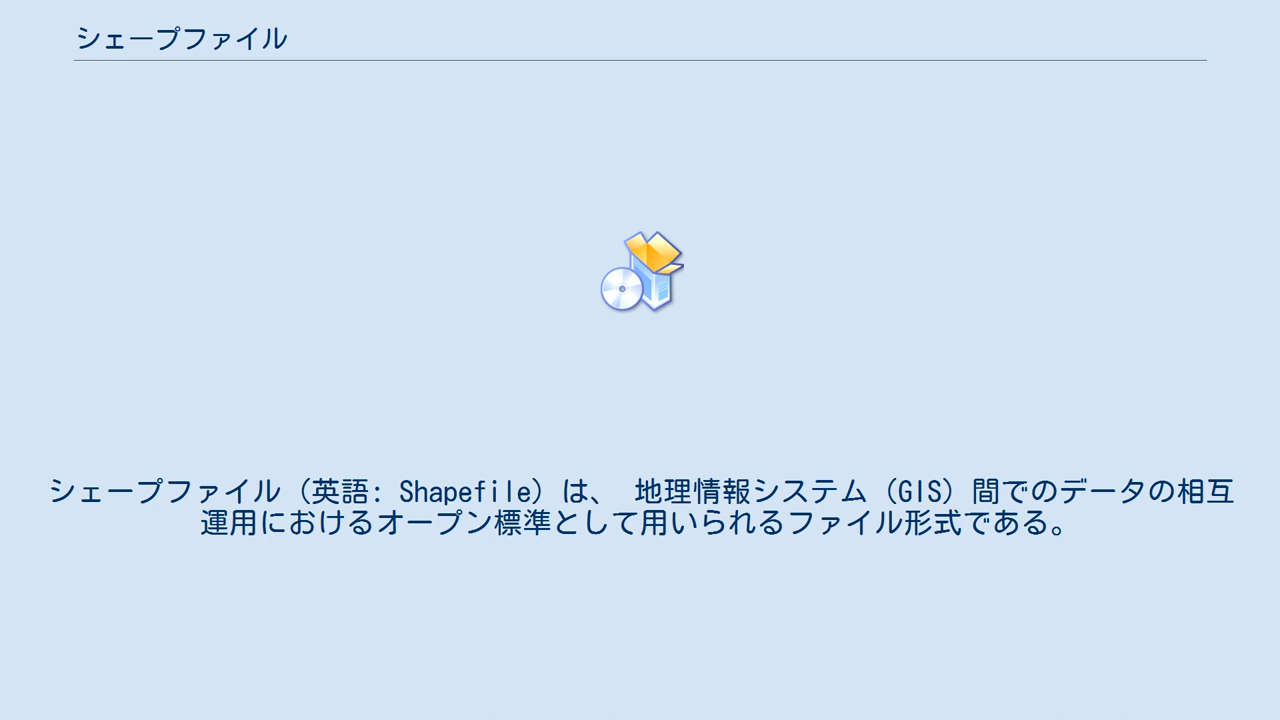 シェープファイル
シェープファイル（英語: Shapefile）は、 地理情報システム（GIS）間でのデータの相互
運用におけるオープン標準として用いられるファイル形式である。